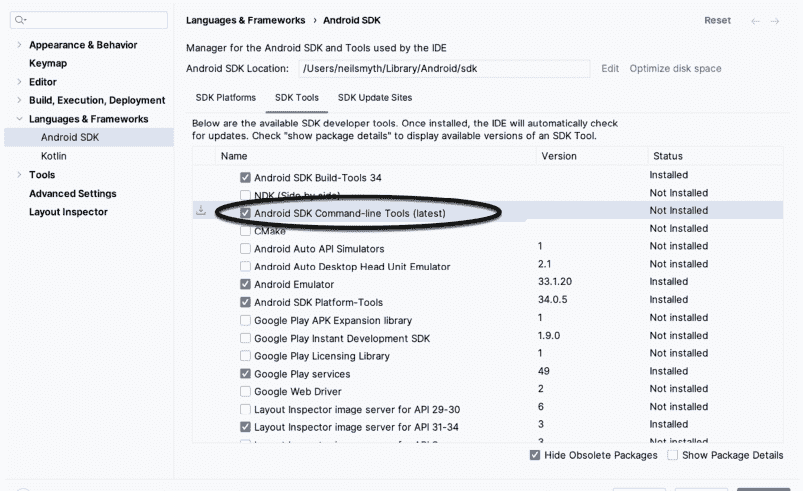 Languages & Frameworks › Android SDK Reset
Appearance & Behavior
Keymap
Editor
Build, Execution, Deployment
Languages & Frameworks
Android SDK
Kotlin
Tools
Advanced Settings
Layout Inspector
Manager for the Android SDK and Tools used by the IDE
Android SDK Location: /Users/neilsmyth/Library/Android/sdk Edit Optimize disk space
SDK Platforms SDK Tools SDK Update Sites
Below are the available SDK developer tools. Once installed, the IDE will automatically check
for updates. Check "show package details" to display available versions of an SDK Tool.
Name Version Status
Android SDK Build-Tools 34 Installed
NDK (Side by side) Not Installed
Android SDK Command-line Tools (latest) Not Installed
CMake Not Installed
Android Auto API Simulators 1 Not installed
Android Auto Desktop Head Unit Emulator 2.1 Not installed
Android Emulator 33.1.20 Installed
Android SDK Platform-Tools 34.0.5 Installed
Google Play APK Expansion library 1 Not installed
Google Play Instant Development SDK 1.9.0 Not installed
Google Play Licensing Library 1 Not installed
Google Play services 49 Installed
Google Web Driver 2 Not installed
Layout Inspector image server for API 29-30 6 Not installed
Layout Inspector image server for API 31-34 3 Installed
Hide Obsolete Packages Show Package Details